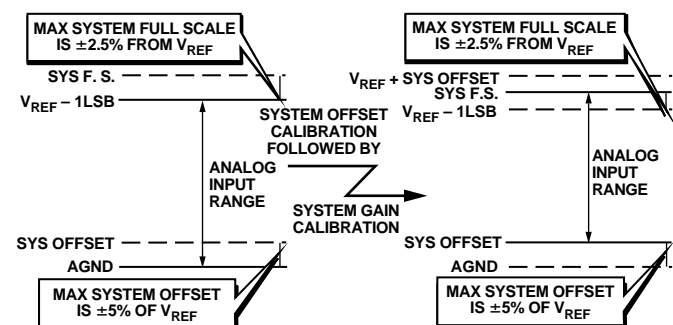 MAX SYSTEM FULL SCALE
IS ±2.5% FROM VREF
SYS F. S.
VREF – 1LSB
ANALOG
INPUT
RANGE
SYS OFFSET
AGND
MAX SYSTEM OFFSET
IS ±5% OF VREF
SYSTEM OFFSET
CALIBRATION
FOLLOWED BY
SYSTEM GAIN
CALIBRATION
MAX SYSTEM FULL SCALE
IS ±2.5% FROM VREF
VREF + SYS OFFSET
SYS F.S.
VREF – 1LSB
ANALOG
INPUT
RANGE
SYS OFFSET
AGND
MAX SYSTEM OFFSET
IS ±5% OF VREF